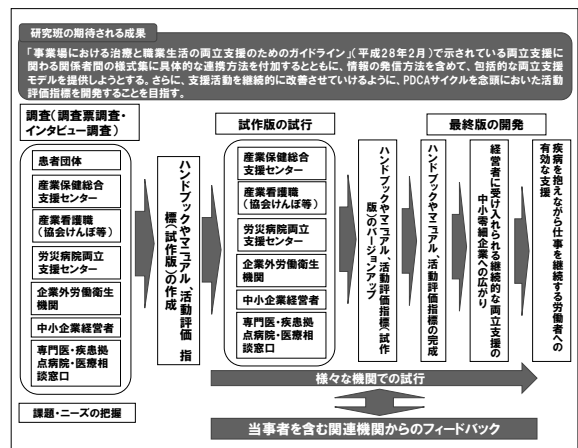 研究班の期待される成果
「事業場における治療と職業生活の両立支援のためのガイドライン」(平成28年2月)で示されている両立支援に
関わる関係者間の様式集に具体的な連携方法を付加するとともに、情報の発信方法を含めて、包括的な両立支援
モデルを提供しようとする。さらに、支援活動を継続的に改善させていけるように、PDCAサイクルを念頭においた活動
評価指標を開発することを目指す。
調査(調査票調査・
インタビュー調査)
患者団体
産業保健総合
支援センター
産業看護職
(協会けんぽ等)
労災病院両立
支援センター
企業外労働衛生
機関
中小企業経営者
専門医・疾患拠
点病院・医療相
談窓口
課題・ニーズの把握
ハンドブックやマニュアル、活動評価 指
標(試作版)の作成
試作版の試行
産業保健総合
支援センター
産業看護職
(協会けんぽ等)
労災病院両立
支援センター
企業外労働衛生
機関
中小企業経営者
専門医・疾患拠
点病院・医療相
談窓口
ハンドブックやマニュアル、活動評価指標(試作
版)のバージョンアップ
最終版の開発
ハンドブックやマニュアル、活動評価指標の完成
経営者に受け入れられる継続的な両立支援の
中小零細企業への広がり
疾病を抱えながら仕事を継続する労働者への
有効な支援
様々な機関での試行
当事者を含む関連機関からのフィードバック